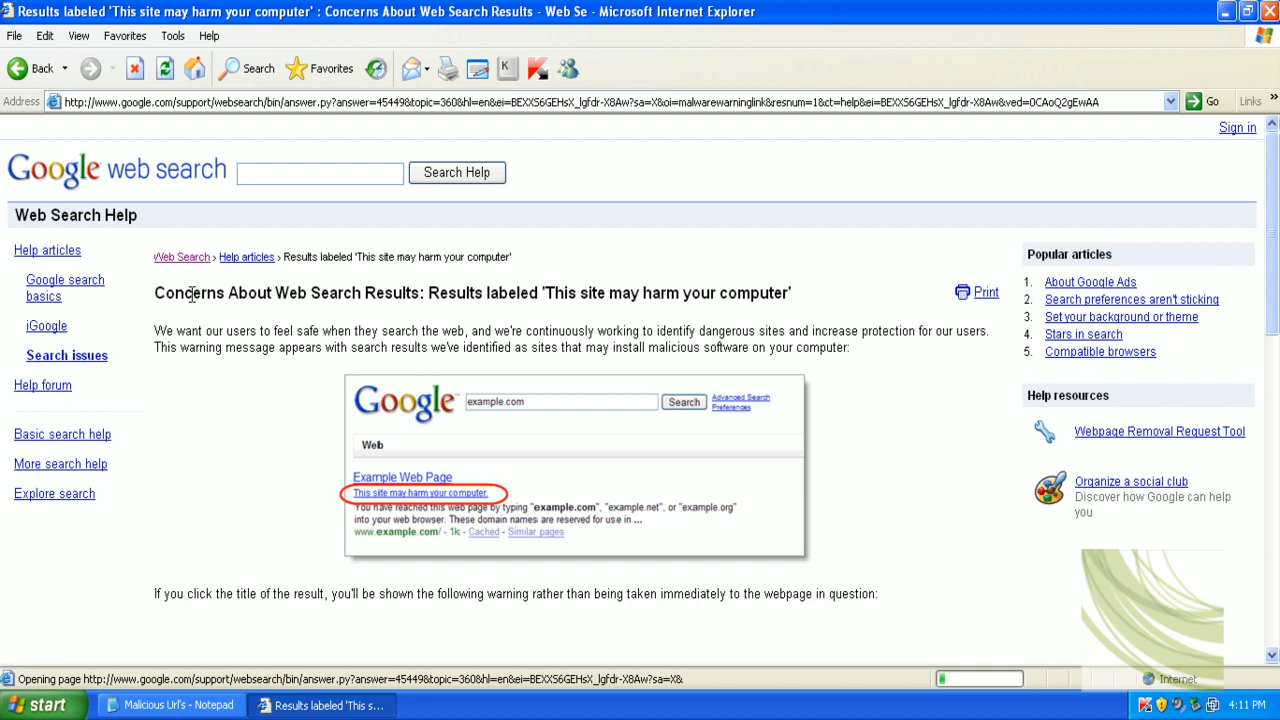 Results labeled 'This site may harm your computer' : Concerns About Web Search Results - Web Se - Microsoft Internet Explorer
File Edit View Favorites Tools Help
Back Search Favorites K
Address http://www.google.com/support/websearch/bin/answer.py?answer=45449&topic=360&hl=en&ei=BEXXS6GEHsX_lgfdr-X8Aw?sa=X&oi=malwarewarninglink&resnum=1&ct=help&ei=BEXXS6GEHsX_lgfdr-X8Aw&ved=0CAoQ2gEwAA Go Links
Sign in
Google web search Search Help
Web Search Help
Help articles
Google search
basics
iGoogle
Search issues
Help forum
Basic search help
More search help
Explore search
Web Search › Help articles › Results labeled 'This site may harm your computer'
Concerns About Web Search Results: Results labeled 'This site may harm your computer'
Print
We want our users to feel safe when they search the web, and we're continuously working to identify dangerous sites and increase protection for our users.
This warning message appears with search results we've identified as sites that may install malicious software on your computer:
Google example.com Search Advanced Search
Preferences
Web
Example Web Page
This site may harm your computer.
You have reached this web page by typing "example.com", "example.net", or "example.org"
into your web browser. These domain names are reserved for use in ...
www.example.com/ - 1k - Cached - Similar pages
If you click the title of the result, you'll be shown the following warning rather than being taken immediately to the webpage in question:
Popular articles
1. About Google Ads
2. Search preferences aren't sticking
3. Set your background or theme
4. Stars in search
5. Compatible browsers
Help resources
Webpage Removal Request Tool
Organize a social club
Discover how Google can help
you
Opening page http://www.google.com/support/websearch/bin/answer.py?answer=45449&topic=360&hl=en&ei=BEXXS6GEHsX_lgfdr-X8Aw?sa=X& Internet
start Malicious Url's - Notepad Results labeled 'This s... 4:11 PM